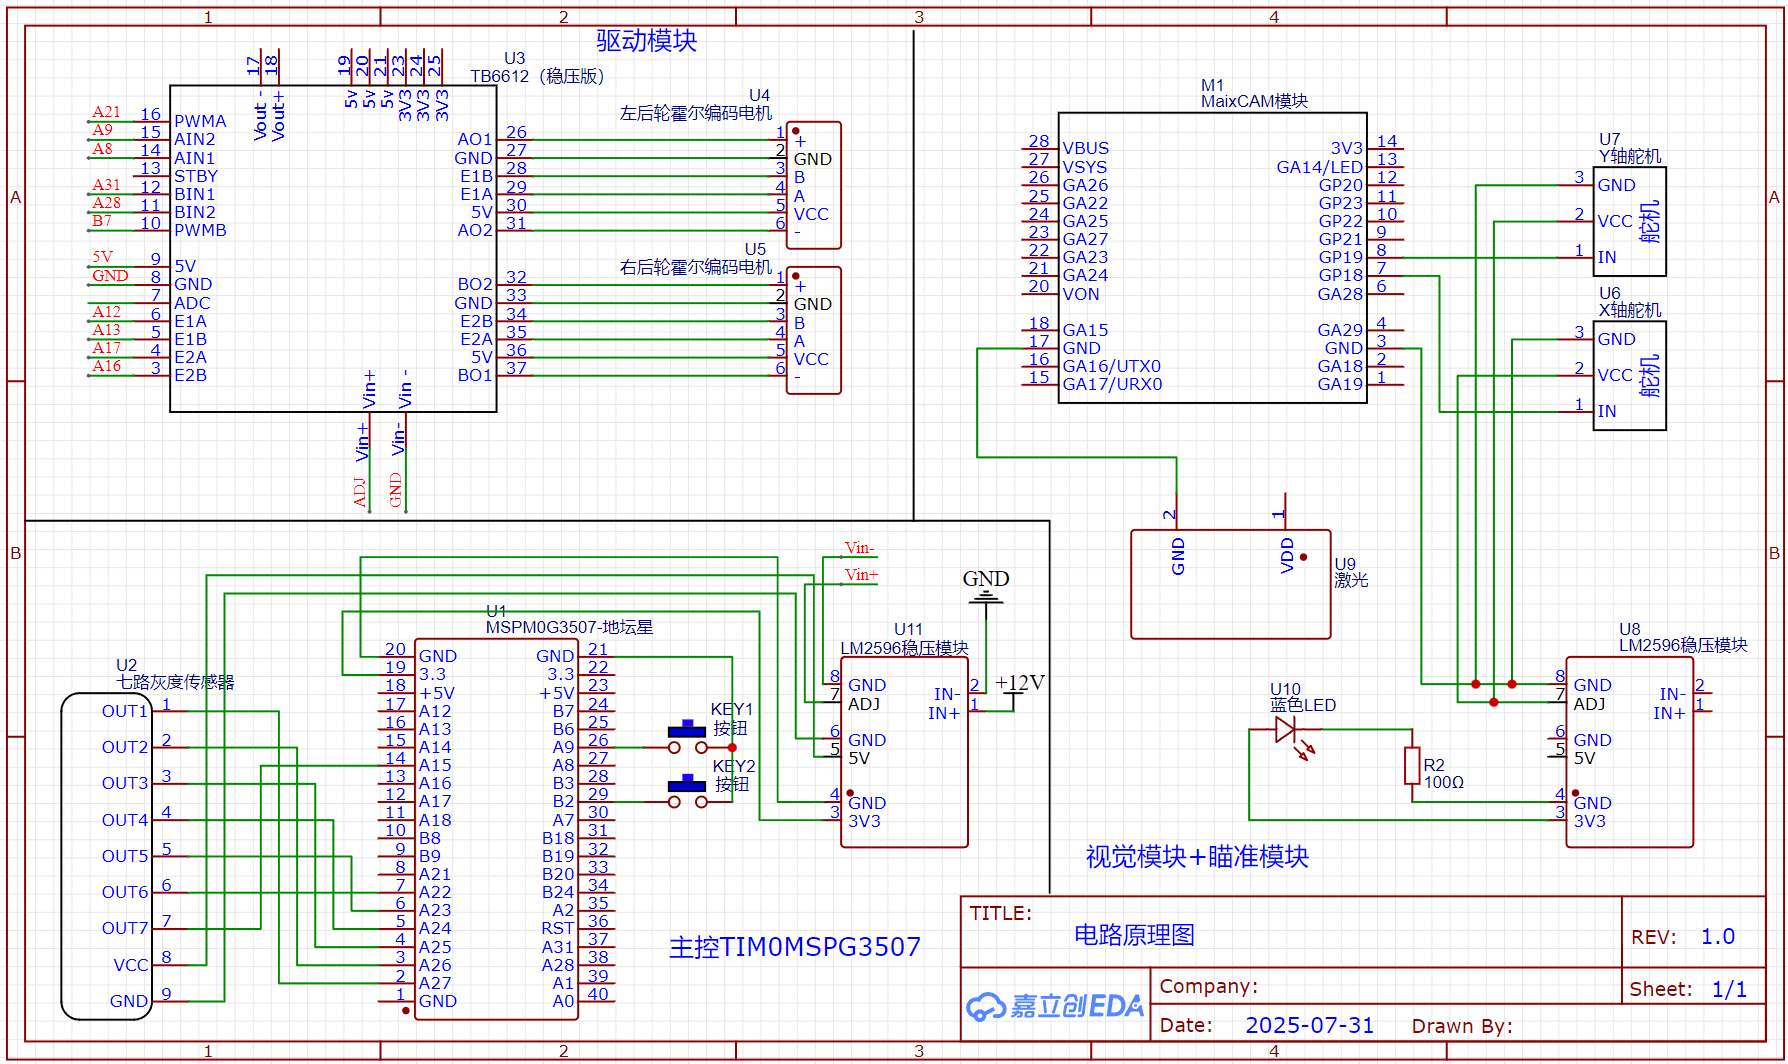 1 2 3 4
驱动模块
A B
U3
TB6612（稳压版）
17 18 19 20 21 23 24 25
Vout - Vout+ 5v 5v 5v 3V3 3V3 3V3
A21 16 PWMA
A9 15 AIN2
A8 14 AIN1
13 STBY
A31 12 BIN1
A28 11 BIN2
B7 10 PWMB
5V 9 5V
GND 8 GND
7 ADC
A12 6 E1A
A13 5 E1B
A17 4 E2A
A16 3 E2B
AO1 26
GND 27
E1B 28
E1A 29
5V 30
AO2 31
BO2 32
GND 33
E2B 34
E2A 35
5V 36
BO1 37
Vin+ Vin -
Vin+ Vin-
ADJ GND
U4
左后轮霍尔编码电机
1 +
2 GND
3 B
4 A
5 VCC
6 -
U5
右后轮霍尔编码电机
1 +
2 GND
3 B
4 A
5 VCC
6 -
M1
MaixCAM模块
28 VBUS
27 VSYS
26 GA26
25 GA22
24 GA25
23 GA27
22 GA23
21 GA24
20 VON
18 GA15
17 GND
16 GA16/UTX0
15 GA17/URX0
3V3 14
GA14/LED 13
GP20 12
GP23 11
GP22 10
GP21 9
GP19 8
GP18 7
GA28 6
GA29 4
GND 3
GA18 2
GA19 1
U7
Y轴舵机
3 GND
2 VCC
1 IN
舵机
U6
X轴舵机
3 GND
2 VCC
1 IN
舵机
2 1
GND VDD
U9
激光
U8
LM2596稳压模块
8 GND
7 ADJ
6 GND
5 5V
4 GND
3 3V3
IN- 2
IN+ 1
U10
蓝色LED
R2
100Ω
视觉模块+瞄准模块
Vin-
Vin+
GND
+12V
U11
LM2596稳压模块
8 GND
7 ADJ
6 GND
5 5V
4 GND
3 3V3
IN- 2
IN+ 1
U1
MSPM0G3507-地坛星
20 GND
19 3.3
18 +5V
17 A12
16 A13
15 A14
14 A15
13 A16
12 A17
11 A18
10 B8
9 B9
8 A21
7 A22
6 A23
5 A24
4 A25
3 A26
2 A27
1 GND
GND 21
3.3 22
+5V 23
B7 24
B6 25
A9 26
A8 27
B3 28
B2 29
A7 30
B18 31
B19 32
B20 33
B24 34
A2 35
RST 36
A31 37
A28 38
A1 39
A0 40
KEY1
按钮
KEY2
按钮
U2
七路灰度传感器
OUT1 1
OUT2 2
OUT3 3
OUT4 4
OUT5 5
OUT6 6
OUT7 7
VCC 8
GND 9
主控TIM0MSPG3507
TITLE:
电路原理图
REV: 1.0
嘉立创EDA
Company:
Sheet: 1/1
Date: 2025-07-31 Drawn By:
A B
1 2 3 4